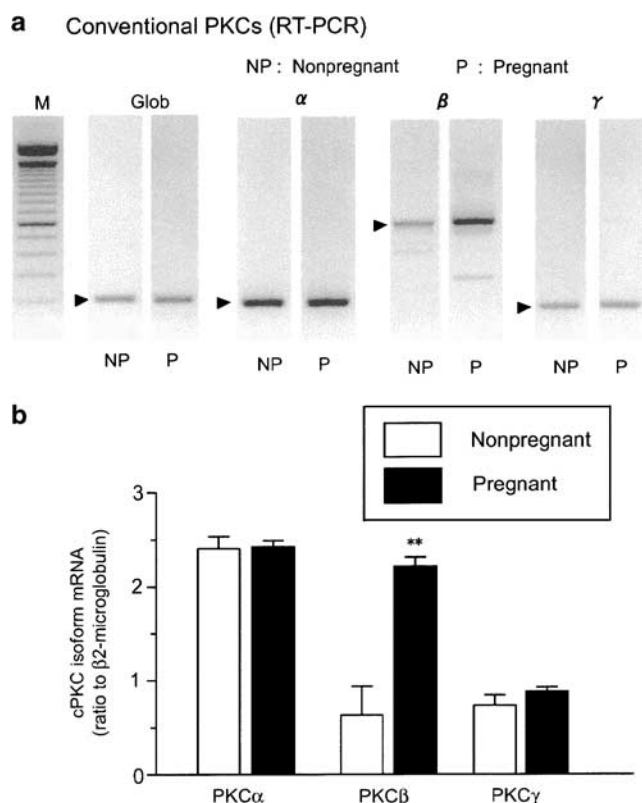 a Conventional PKCs (RT-PCR)
NP : Nonpregnant P : Pregnant
M Glob α β γ
NP P NP P NP P NP P
b
Nonpregnant
Pregnant
3
2
1
0
cPKC isoform mRNA
(ratio to β2-microglobulin)
**
PKCα PKCβ PKCγ